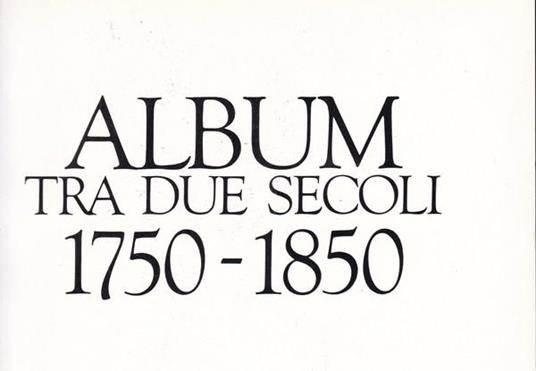 ALBUM
TRA DUE SECOLI
1750-1850